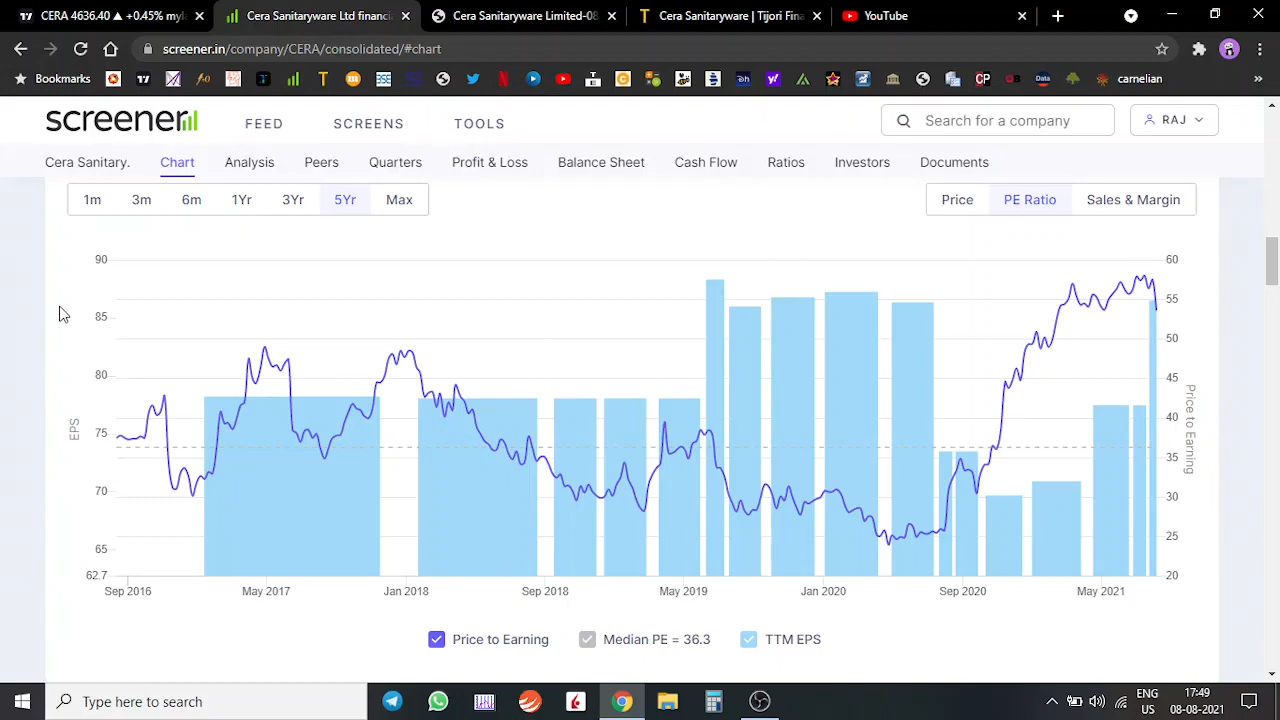 CERA 4636.40 ▲ +0.45% myla
Cera Sanitaryware Ltd financia
Cera Sanitaryware Limited-08
Cera Sanitaryware | Tijori Fina
YouTube
screener.in/company/CERA/consolidated/#chart
Bookmarks
carnelian
screener
FEED
SCREENS
TOOLS
Search for a company
RAJ
Cera Sanitary.
Chart
Analysis
Peers
Quarters
Profit & Loss
Balance Sheet
Cash Flow
Ratios
Investors
Documents
1m 3m 6m 1Yr 3Yr 5Yr Max
Price PE Ratio Sales & Margin
90
85
80
75
70
65
62.7
EPS
60
55
50
45
40
35
30
25
20
Price to Earning
Sep 2016 May 2017 Jan 2018 Sep 2018 May 2019 Jan 2020 Sep 2020 May 2021
Price to Earning Median PE = 36.3 TTM EPS
Type here to search
ENG
US
17:49
08-08-2021